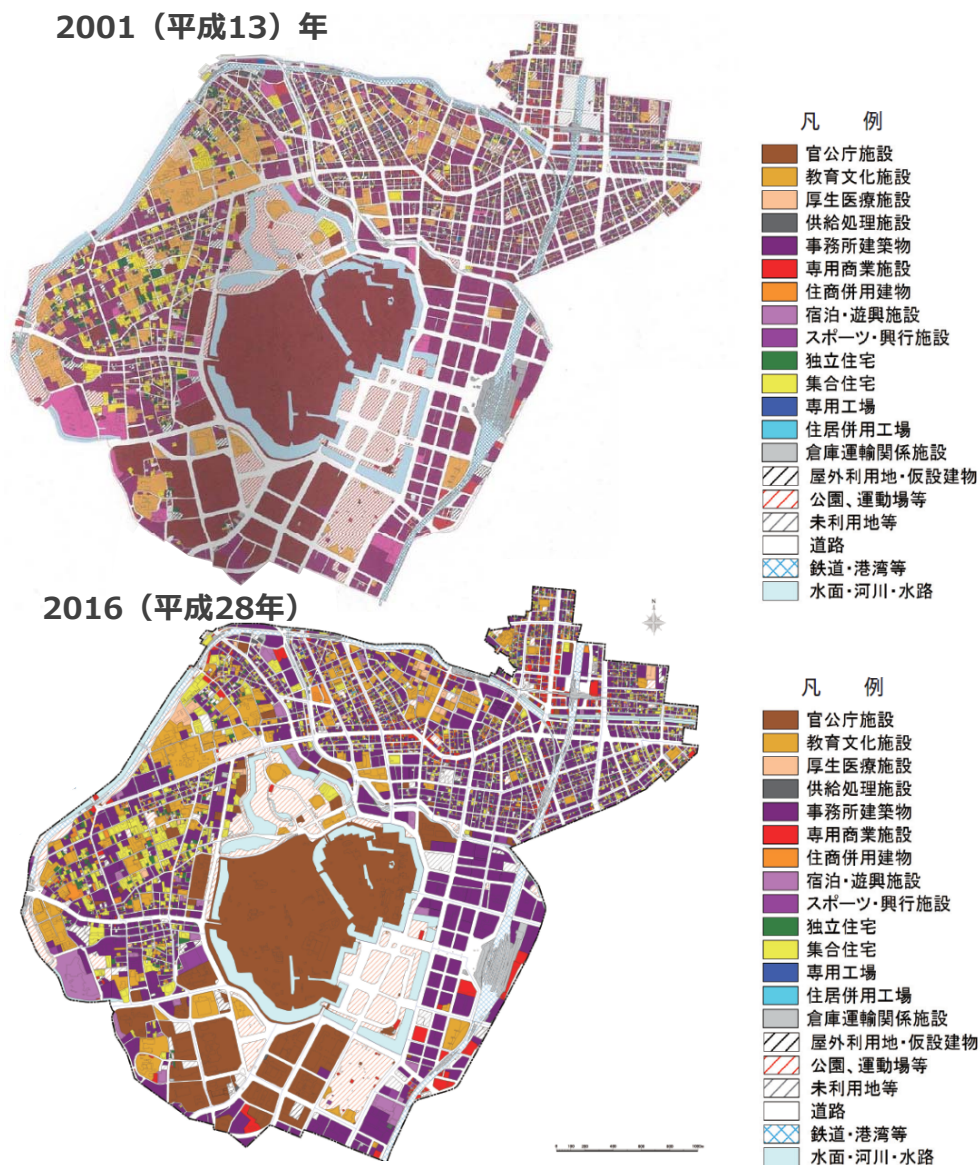 2001（平成13）年
凡 例
官公庁施設
教育文化施設
厚生医療施設
供給処理施設
事務所建築物
専用商業施設
住商併用建物
宿泊・遊興施設
スポーツ・興行施設
独立住宅
集合住宅
専用工場
住居併用工場
倉庫運輸関係施設
屋外利用地・仮設建物
公園、運動場等
未利用地等
道路
鉄道・港湾等
水面・河川・水路
2016（平成28年）
N
凡 例
官公庁施設
教育文化施設
厚生医療施設
供給処理施設
事務所建築物
専用商業施設
住商併用建物
宿泊・遊興施設
スポーツ・興行施設
独立住宅
集合住宅
専用工場
住居併用工場
倉庫運輸関係施設
屋外利用地・仮設建物
公園、運動場等
未利用地等
道路
鉄道・港湾等
水面・河川・水路